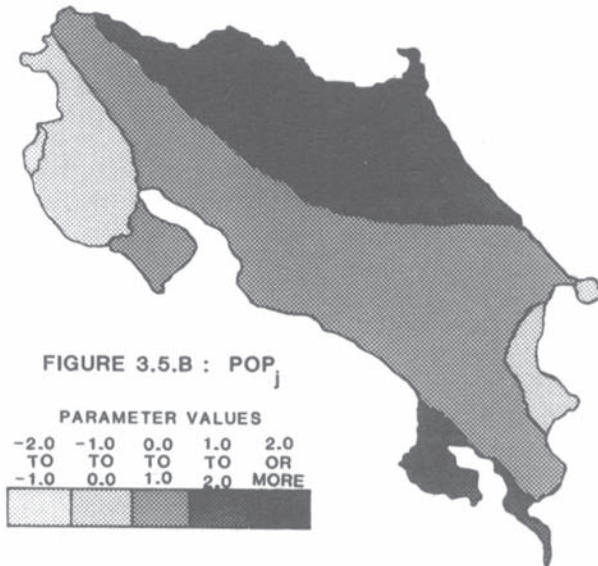 FIGURE 3.5.B : POPj
PARAMETER VALUES
-2.0 -1.0 0.0 1.0 2.0
TO TO TO TO OR
-1.0 0.0 1.0 2.0 MORE